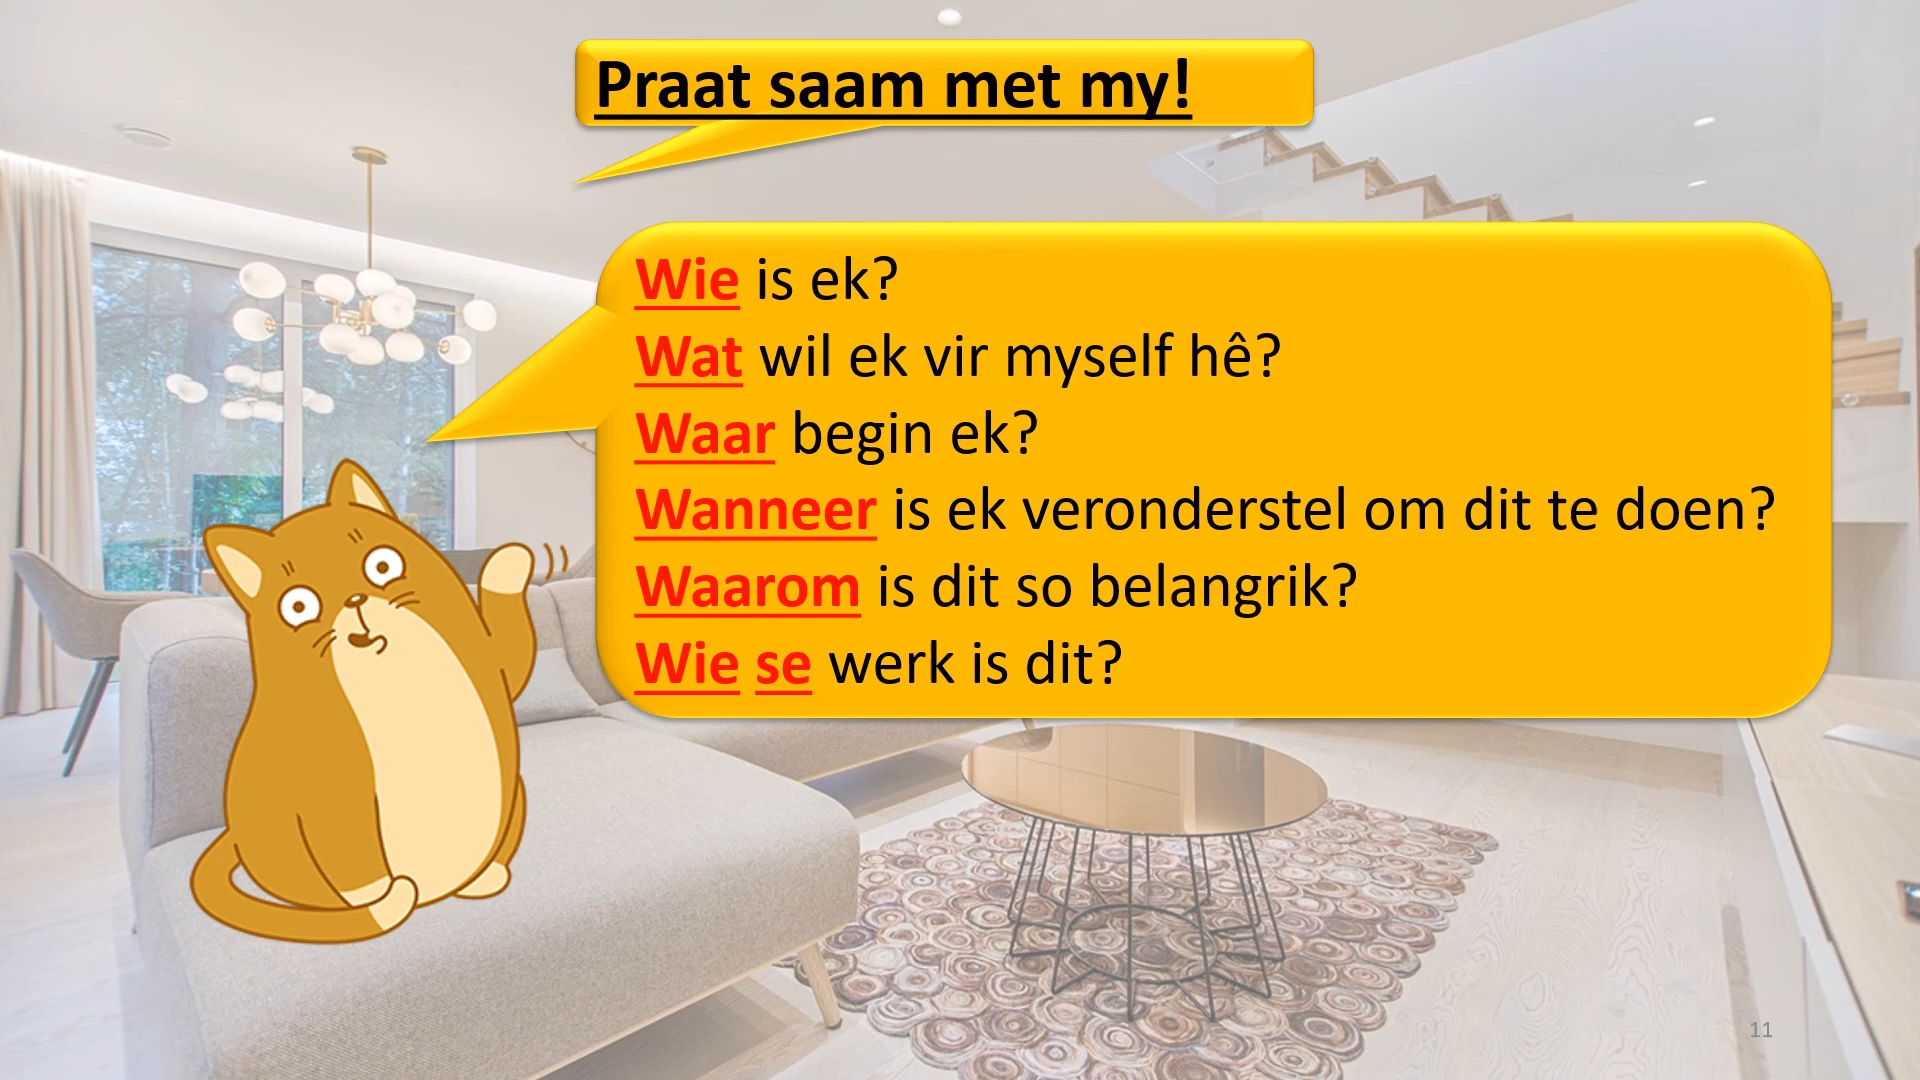 Praat saam met my!
Wie is ek?
Wat wil ek vir myself hê?
Waar begin ek?
Wanneer is ek veronderstel om dit te doen?
Waarom is dit so belangrik?
Wie se werk is dit?
11